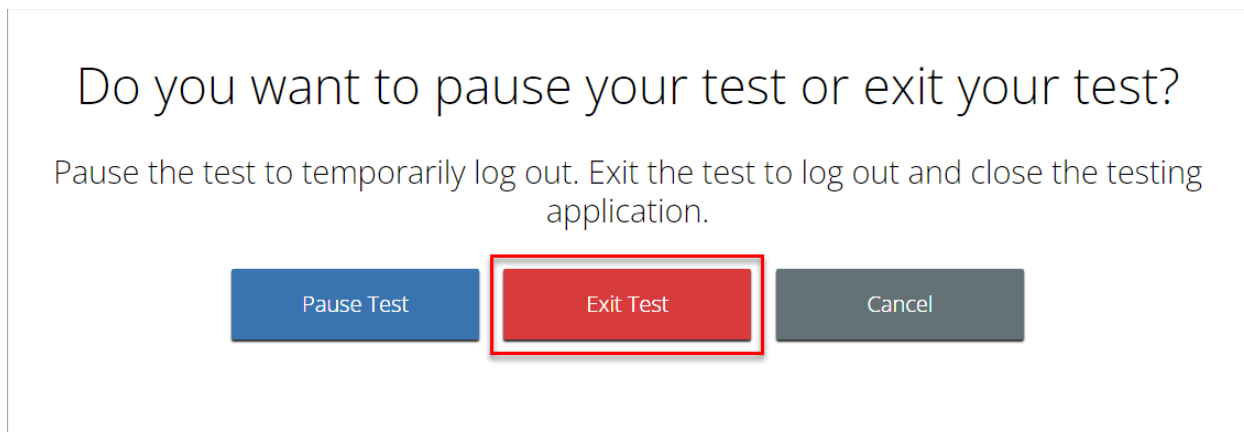 Do you want to pause your test or exit your test?
Pause the test to temporarily log out. Exit the test to log out and close the testing
application.
Pause Test
Exit Test
Cancel